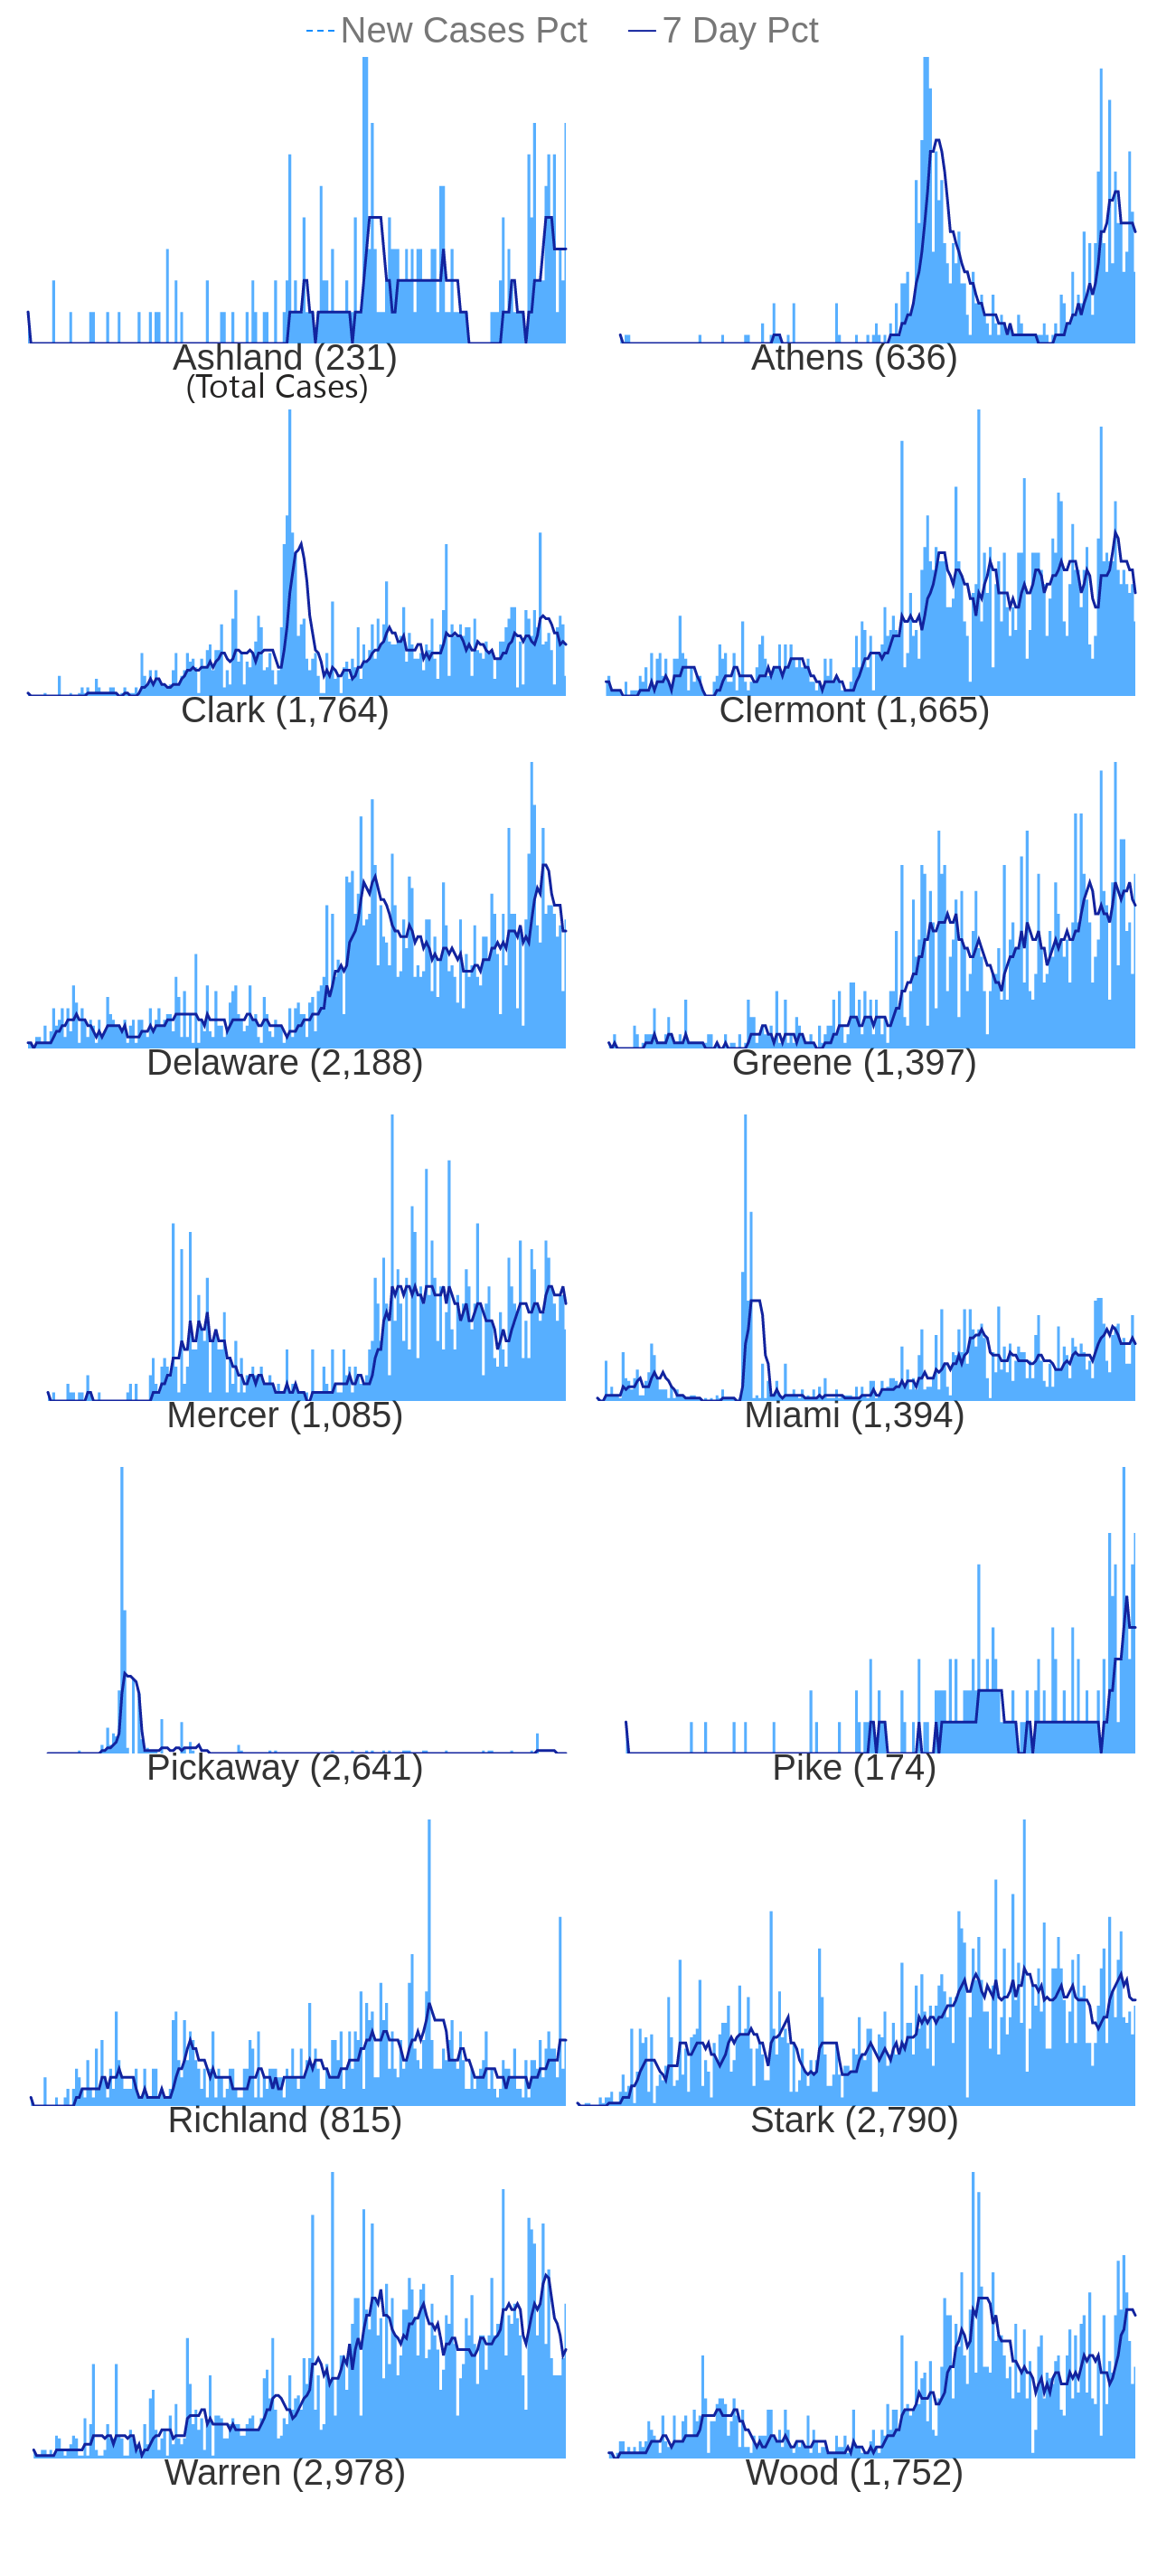 New Cases Pct 7 Day Pct
Ashland (231) Athens (636)
(Total Cases)
Clark (1,764) Clermont (1,665)
Delaware (2,188) Greene (1,397)
Mercer (1,085) Miami (1,394)
Pickaway (2,641) Pike (174)
Richland (815) Stark (2,790)
Warren (2,978) Wood (1,752)